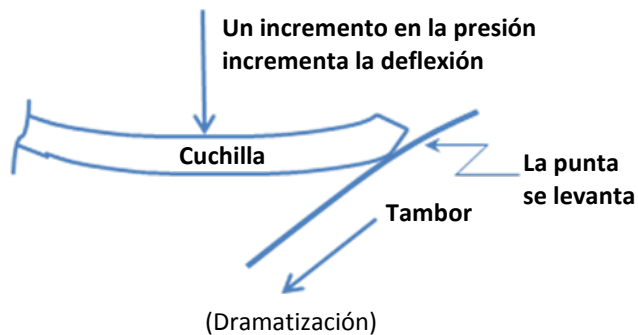 Un incremento en la presión
incrementa la deflexión
Cuchilla
La punta
se levanta
Tambor
(Dramatización)